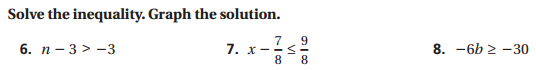 Solve the inequality. Graph the solution.
6. n − 3 > −3 7. x − 7/8 ≤ 9/8 8. −6b ≥ −30